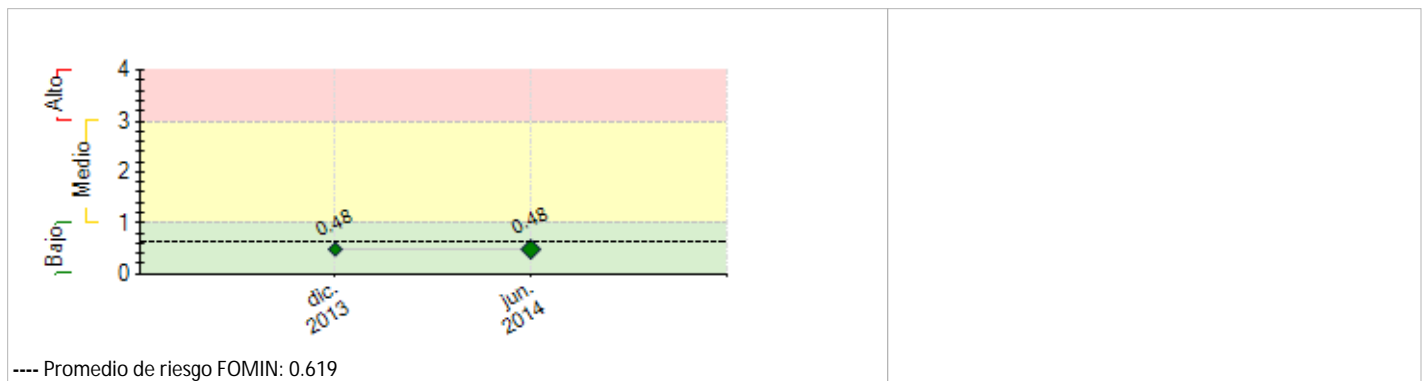 Alto
Medio
Bajo
4
3
2
1
0
0.48
0.48
dic.
2013
jun.
2014
---- Promedio de riesgo FOMIN: 0.619